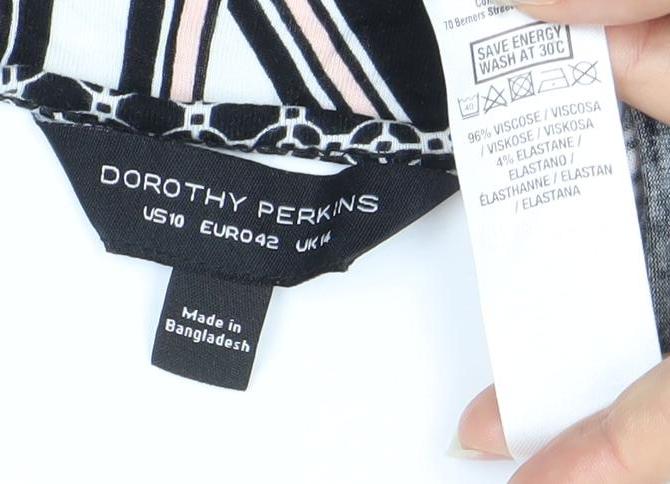 DOROTHY PERKINS
US10 EURO42 UK14
Made in
Bangladesh
70 Berners Street
SAVE ENERGY
WASH AT 30°C
40
96% VISCOSE / VISCOSA
/ VISKOSE / VISKOSA
4% ELASTANE /
ELASTANO /
ÉLASTHANNE / ELASTAN
/ ELASTANA